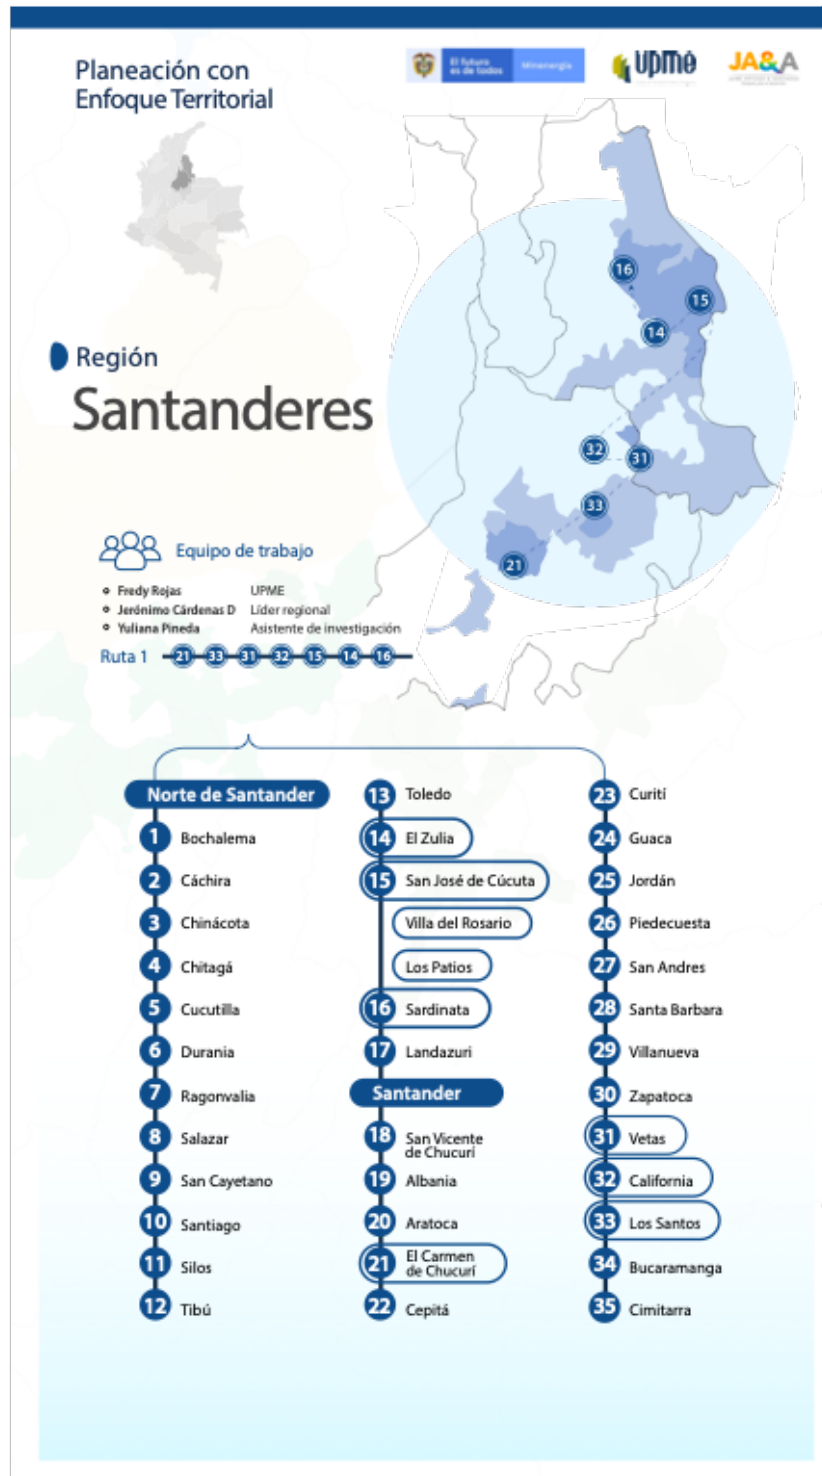 Planeación con
Enfoque Territorial
El futuro
es de todos
Minenergía
upme
JA&A
16
15
14
32
31
33
21
Región
Santanderes
Equipo de trabajo
Fredy Rojas UPME
Jerónimo Cárdenas D Líder regional
Yuliana Pineda Asistente de investigación
Ruta 1 21 33 31 32 15 14 16
Norte de Santander
1 Bochalema
2 Cáchira
3 Chinácota
4 Chitagá
5 Cucutilla
6 Durania
7 Ragonvalia
8 Salazar
9 San Cayetano
10 Santiago
11 Silos
12 Tibú
13 Toledo
14 El Zulia
15 San José de Cúcuta
Villa del Rosario
Los Patios
16 Sardinata
17 Landazuri
Santander
18 San Vicente
de Chucurí
19 Albania
20 Aratoca
21 El Carmen
de Chucurí
22 Cepitá
23 Curití
24 Guaca
25 Jordán
26 Piedecuesta
27 San Andres
28 Santa Barbara
29 Villanueva
30 Zapatoca
31 Vetas
32 California
33 Los Santos
34 Bucaramanga
35 Cimitarra